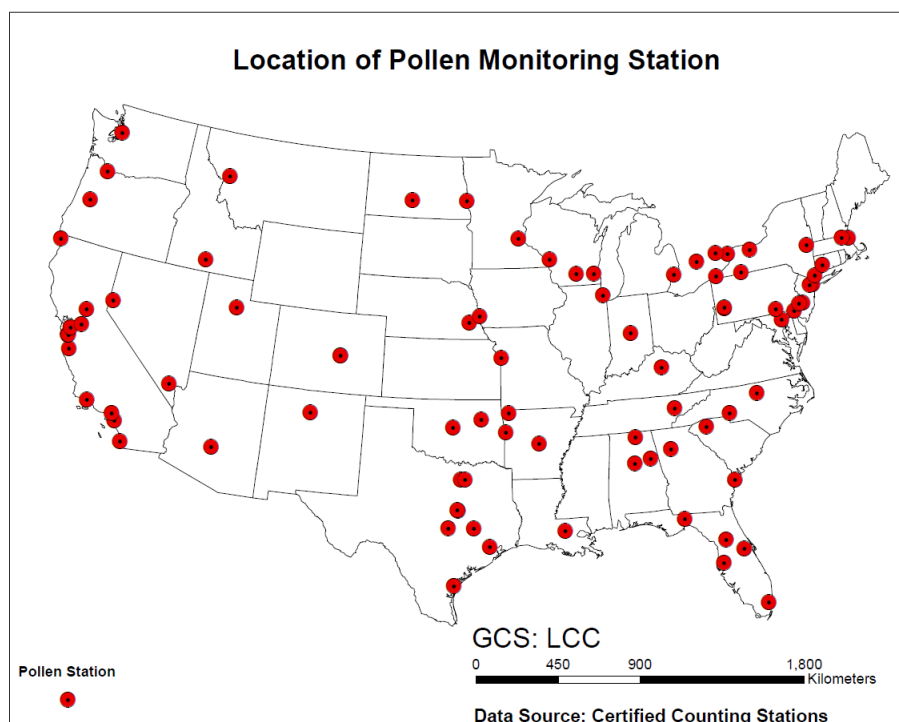 Location of Pollen Monitoring Station
GCS: LCC
0 450 900 1,800
Kilometers
Pollen Station
Data Source: Certified Counting Stations